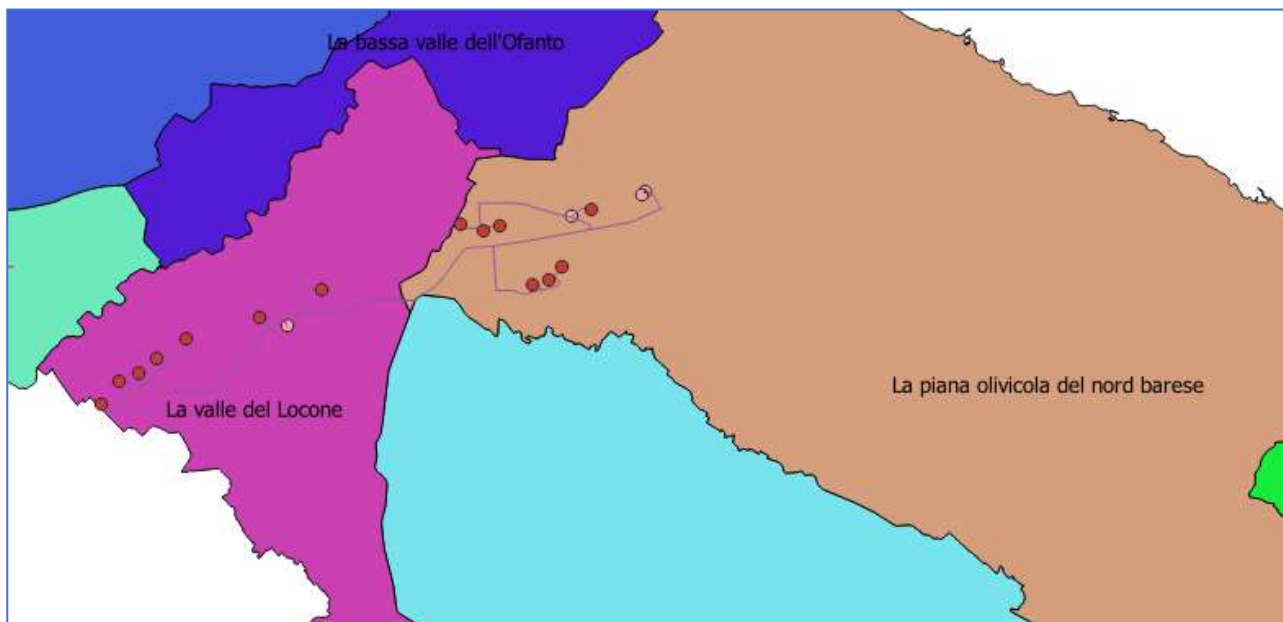 La bassa valle dell'Ofanto
La piana olivicola del nord barese
La valle del Locone